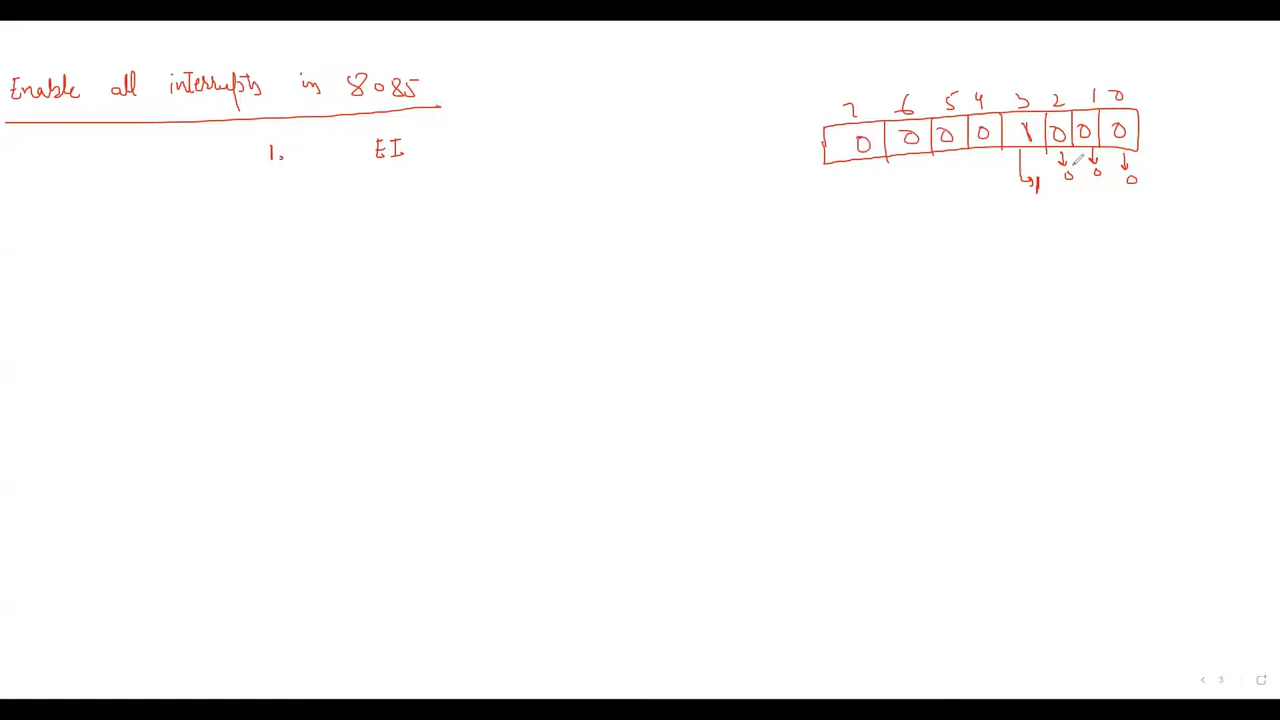 Enable all interrupts in 8085
1. EI
7 6 5 4 3 2 1 0
0 0 0 0 1 0 0 0
1 0 0 0
3